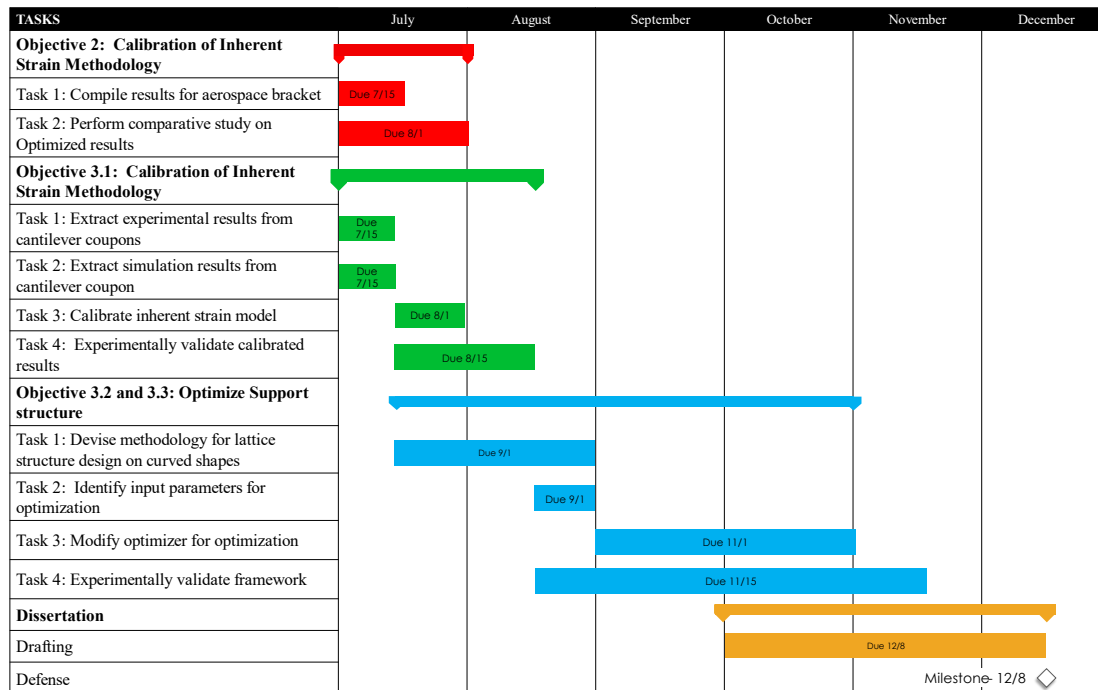 TASKS July August September October November December
Objective 2:  Calibration of Inherent
Strain Methodology
Task 1: Compile results for aerospace bracket
Due 7/15
Task 2: Perform comparative study on
Optimized results
Due 8/1
Objective 3.1:  Calibration of Inherent
Strain Methodology
Task 1: Extract experimental results from
cantilever coupons
Due
7/15
Task 2: Extract simulation results from
cantilever coupon
Due
7/15
Task 3: Calibrate inherent strain model
Due 8/1
Task 4:  Experimentally validate calibrated
results
Due 8/15
Objective 3.2 and 3.3: Optimize Support
structure
Task 1: Devise methodology for lattice
structure design on curved shapes
Due 9/1
Task 2:  Identify input parameters for
optimization
Due 9/1
Task 3: Modify optimizer for optimization
Due 11/1
Task 4: Experimentally validate framework
Due 11/15
Dissertation
Drafting
Due 12/8
Defense
Milestone- 12/8